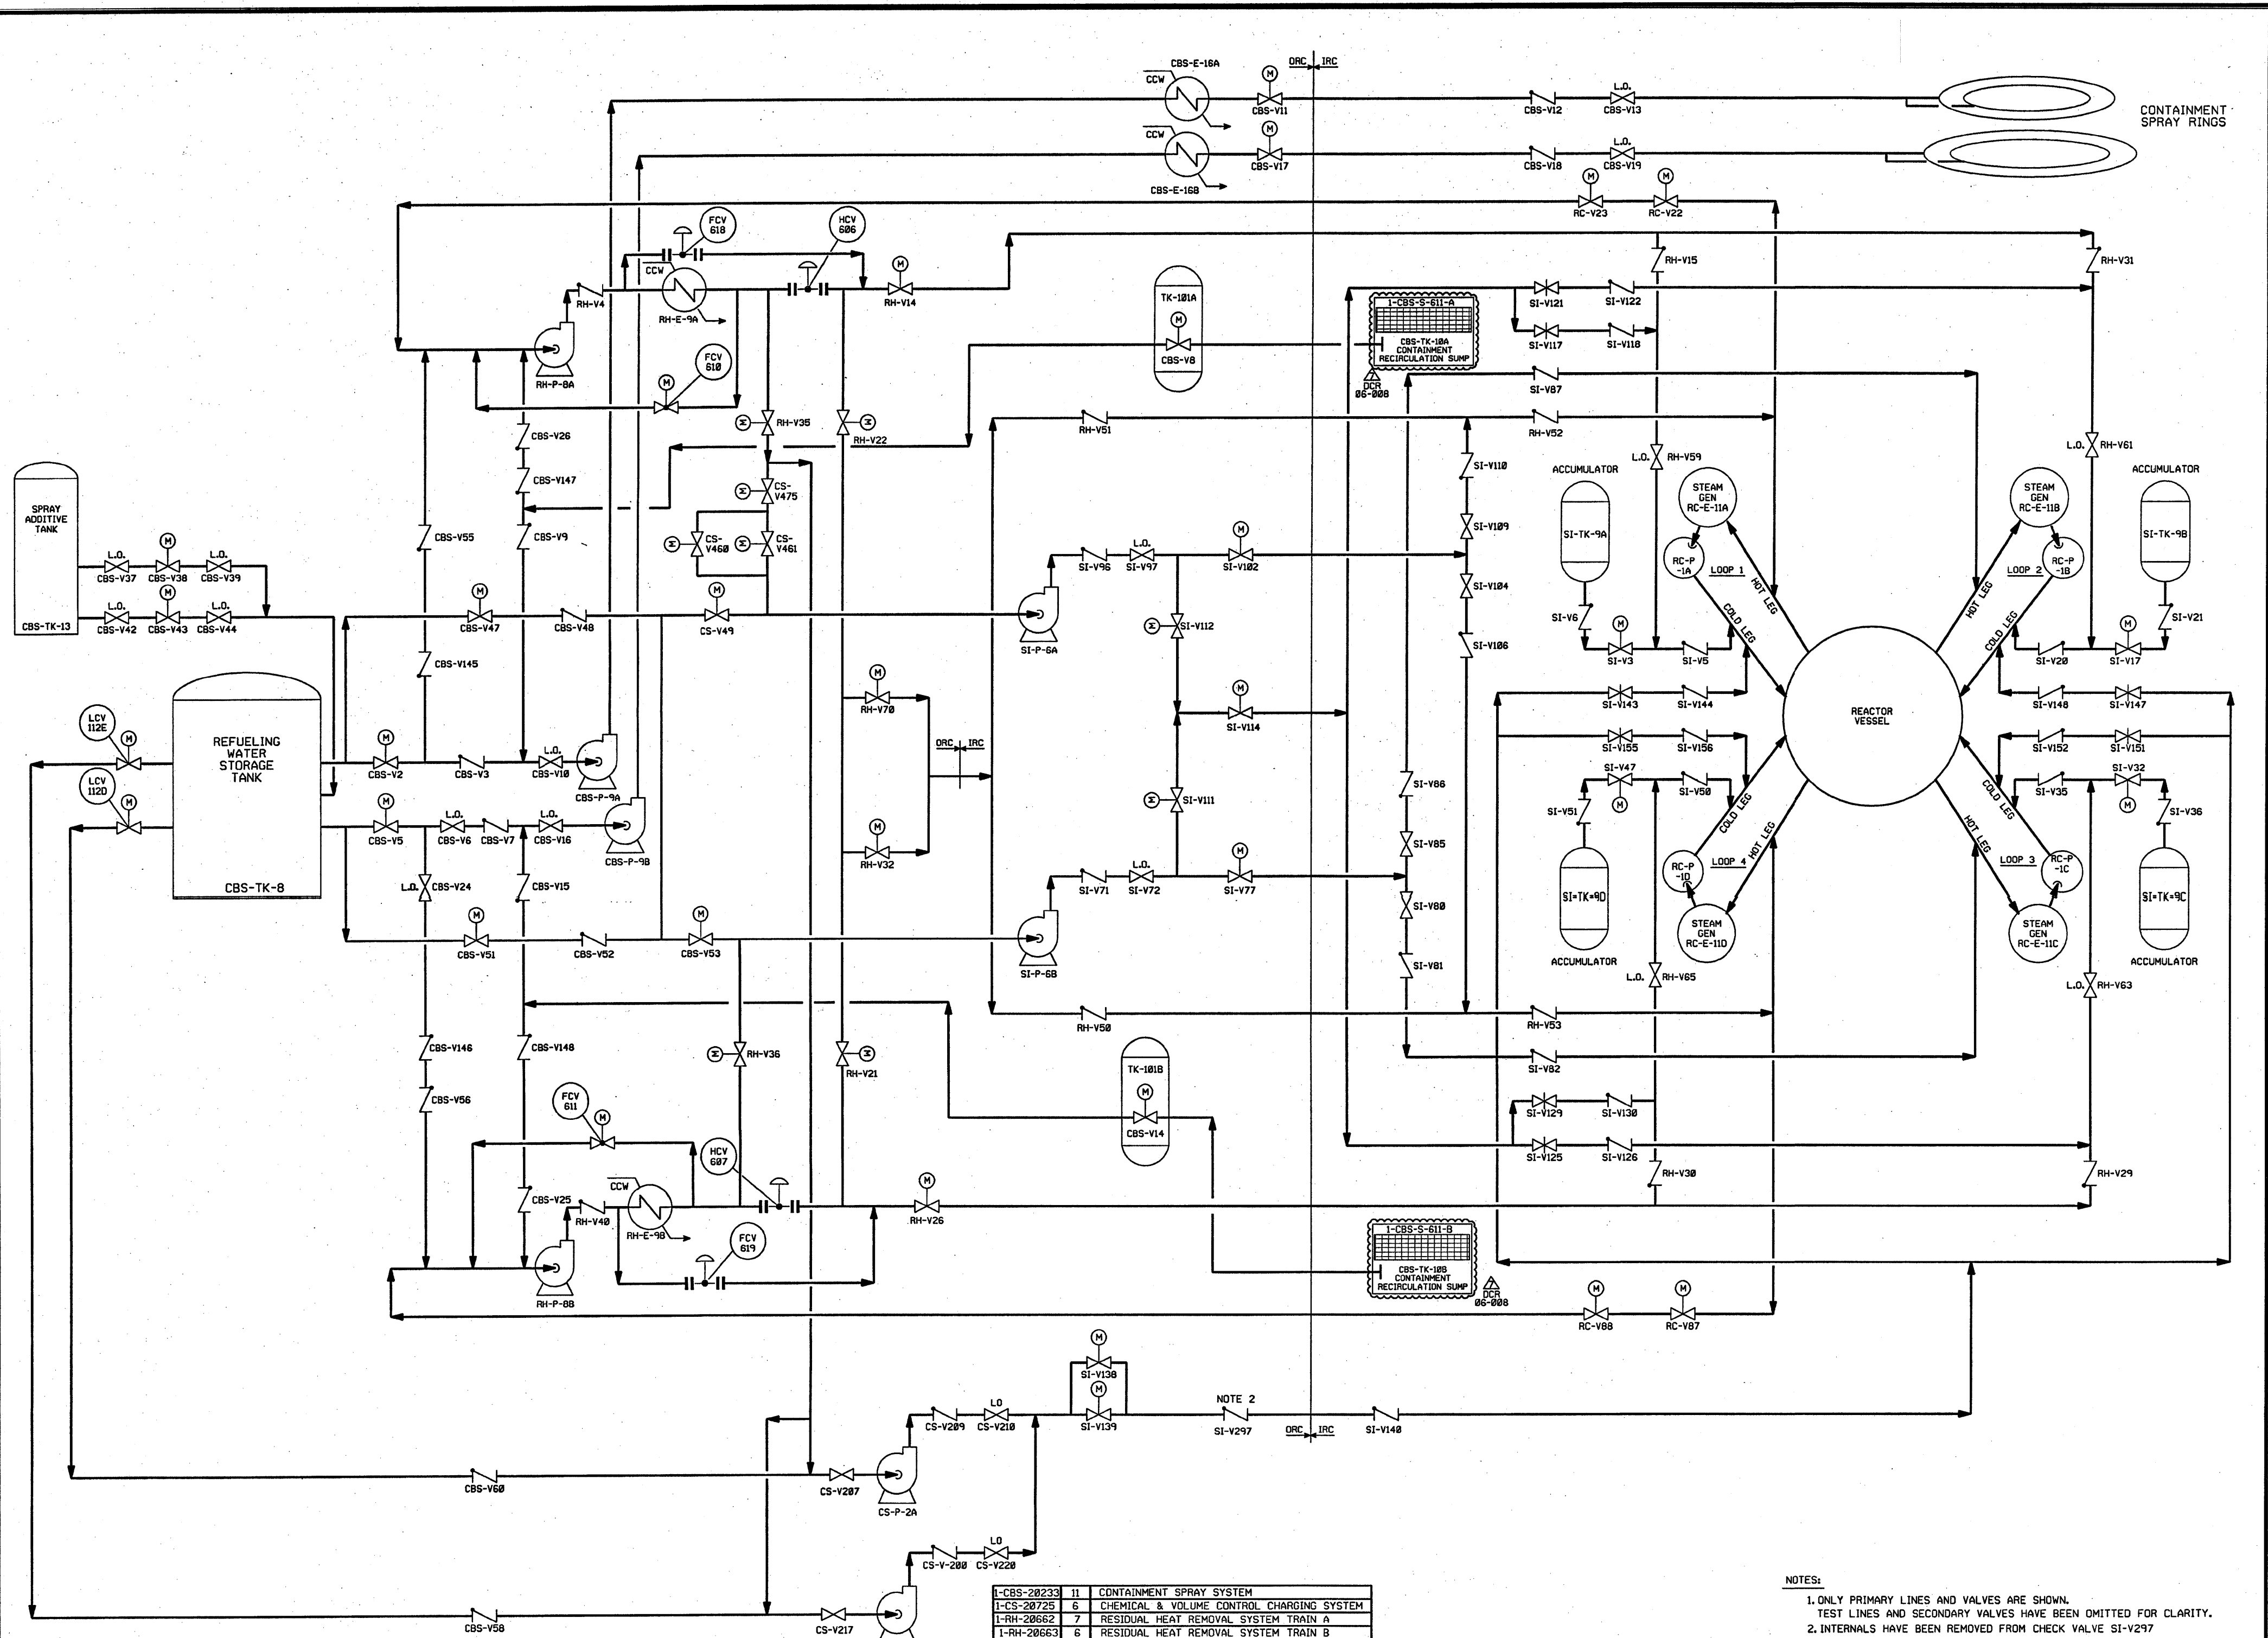 CBS-E-16A
CCW
M
CBS-V11
ORC
IRC
CBS-V12
L.O.
CBS-V13
CONTAINMENT
SPRAY RINGS
CCW
M
CBS-V17
CBS-E-16B
CBS-V18
L.O.
CBS-V19
M
RC-V23
M
RC-V22
FCV
618
HCV
606
CCW
RH-V4
RH-E-9A
M
RH-V14
RH-V15
RH-V31
TK-101A
M
CBS-V8
1-CBS-S-611-A
CBS-TK-10A
CONTAINMENT
RECIRCULATION SUMP
7
DCR
06-008
SI-V121
SI-V122
SI-V117
SI-V118
RH-P-8A
FCV
610
M
SI-V87
M
RH-V35
M
RH-V22
RH-V51
RH-V52
CBS-V26
CBS-V147
CBS-V55
CBS-V9
M
CS-
V475
M
CS-
V460
M
CS-
V461
SI-V110
SI-V109
L.O.
RH-V59
L.O.
RH-V61
ACCUMULATOR
SI-TK-9A
STEAM
GEN
RC-E-11A
RC-P
-1A
LOOP 1
HOT LEG
COLD LEG
STEAM
GEN
RC-E-11B
RC-P
-1B
LOOP 2
HOT LEG
COLD LEG
ACCUMULATOR
SI-TK-9B
SPRAY
ADDITIVE
TANK
CBS-TK-13
L.O.
CBS-V37
M
CBS-V38
L.O.
CBS-V39
L.O.
CBS-V42
M
CBS-V43
L.O.
CBS-V44
M
CBS-V47
CBS-V48
M
CS-V49
SI-P-6A
SI-V96
L.O.
SI-V97
M
SI-V102
SI-V104
M
SI-V112
SI-V106
SI-V6
M
SI-V3
SI-V5
SI-V20
M
SI-V17
SI-V21
CBS-V145
M
RH-V70
M
SI-V114
SI-V143
SI-V144
SI-V148
SI-V147
REACTOR
VESSEL
LCV
112E
M
LCV
112D
M
REFUELING
WATER
STORAGE
TANK
CBS-TK-8
M
CBS-V2
CBS-V3
L.O.
CBS-V10
CBS-P-9A
ORC
IRC
SI-V155
SI-V156
SI-V152
SI-V151
M
CBS-V5
L.O.
CBS-V6
CBS-V7
L.O.
CBS-V16
CBS-P-9B
M
RH-V32
M
SI-V111
SI-V86
SI-V85
SI-V47
M
SI-V50
SI-V51
SI-V35
SI-V32
M
SI-V36
L.O.
CBS-V24
CBS-V15
SI-V71
L.O.
SI-V72
M
SI-V77
SI-V80
SI-V81
SI-TK-9D
ACCUMULATOR
COLD LEG
HOT LEG
LOOP 4
RC-P
-1D
STEAM
GEN
RC-E-11D
COLD LEG
HOT LEG
LOOP 3
RC-P
-1C
STEAM
GEN
RC-E-11C
SI-TK-9C
ACCUMULATOR
M
CBS-V51
CBS-V52
M
CBS-V53
SI-P-6B
L.O.
RH-V65
L.O.
RH-V63
RH-V50
RH-V53
CBS-V146
CBS-V148
M
RH-V36
M
RH-V21
SI-V82
TK-101B
M
CBS-V14
CBS-V56
FCV
611
M
SI-V129
SI-V130
SI-V125
SI-V126
HCV
607
CCW
CBS-V25
RH-V40
RH-E-9B
M
RH-V26
RH-V30
RH-V29
FCV
619
RH-P-8B
1-CBS-S-611-B
CBS-TK-10B
CONTAINMENT
RECIRCULATION SUMP
7
DCR
06-008
M
RC-V88
M
RC-V87
M
SI-V138
M
SI-V139
NOTE 2
SI-V297
ORC
IRC
SI-V140
CS-V209
LO
CS-V210
CBS-V60
CS-V207
CS-P-2A
CS-V-200
LO
CS-V220
CBS-V58
CS-V217
1-CBS-20233 11 CONTAINMENT SPRAY SYSTEM
1-CS-20725 6 CHEMICAL & VOLUME CONTROL CHARGING SYSTEM
1-RH-20662 7 RESIDUAL HEAT REMOVAL SYSTEM TRAIN A
1-RH-20663 6 RESIDUAL HEAT REMOVAL SYSTEM TRAIN B
NOTES:
1. ONLY PRIMARY LINES AND VALVES ARE SHOWN.
TEST LINES AND SECONDARY VALVES HAVE BEEN OMITTED FOR CLARITY.
2. INTERNALS HAVE BEEN REMOVED FROM CHECK VALVE SI-V297